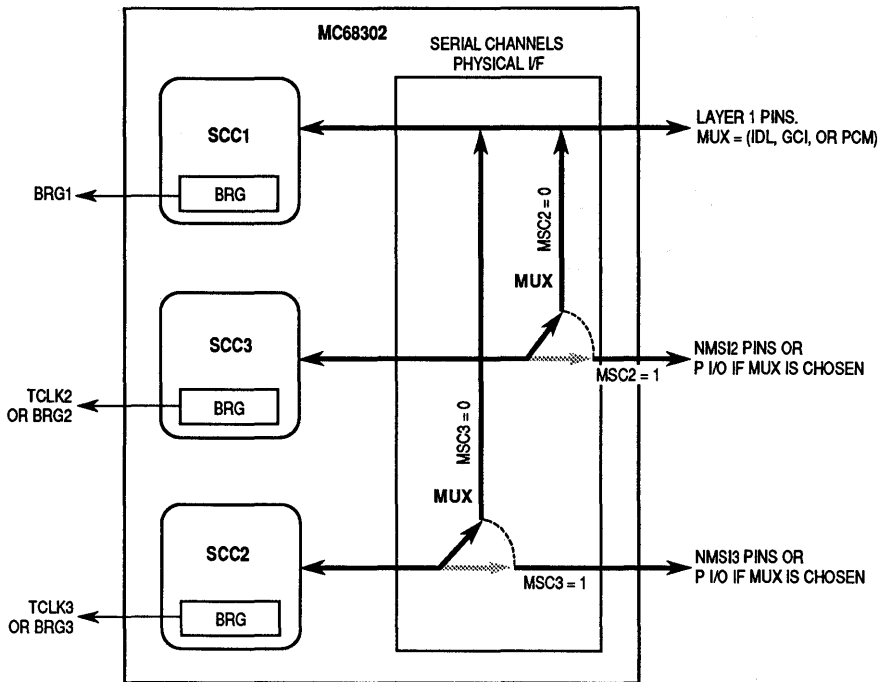 MC68302
SERIAL CHANNELS
PHYSICAL I/F
SCC1
BRG
BRG1
LAYER 1 PINS.
MUX = (IDL, GCI, OR PCM)
MSC2 = 0
MUX
SCC3
BRG
TCLK2
OR BRG2
MSC2 = 1
NMSI2 PINS OR
P I/O IF MUX IS CHOSEN
MSC3 = 0
MUX
SCC2
BRG
TCLK3
OR BRG3
MSC3 = 1
NMSI3 PINS OR
P I/O IF MUX IS CHOSEN